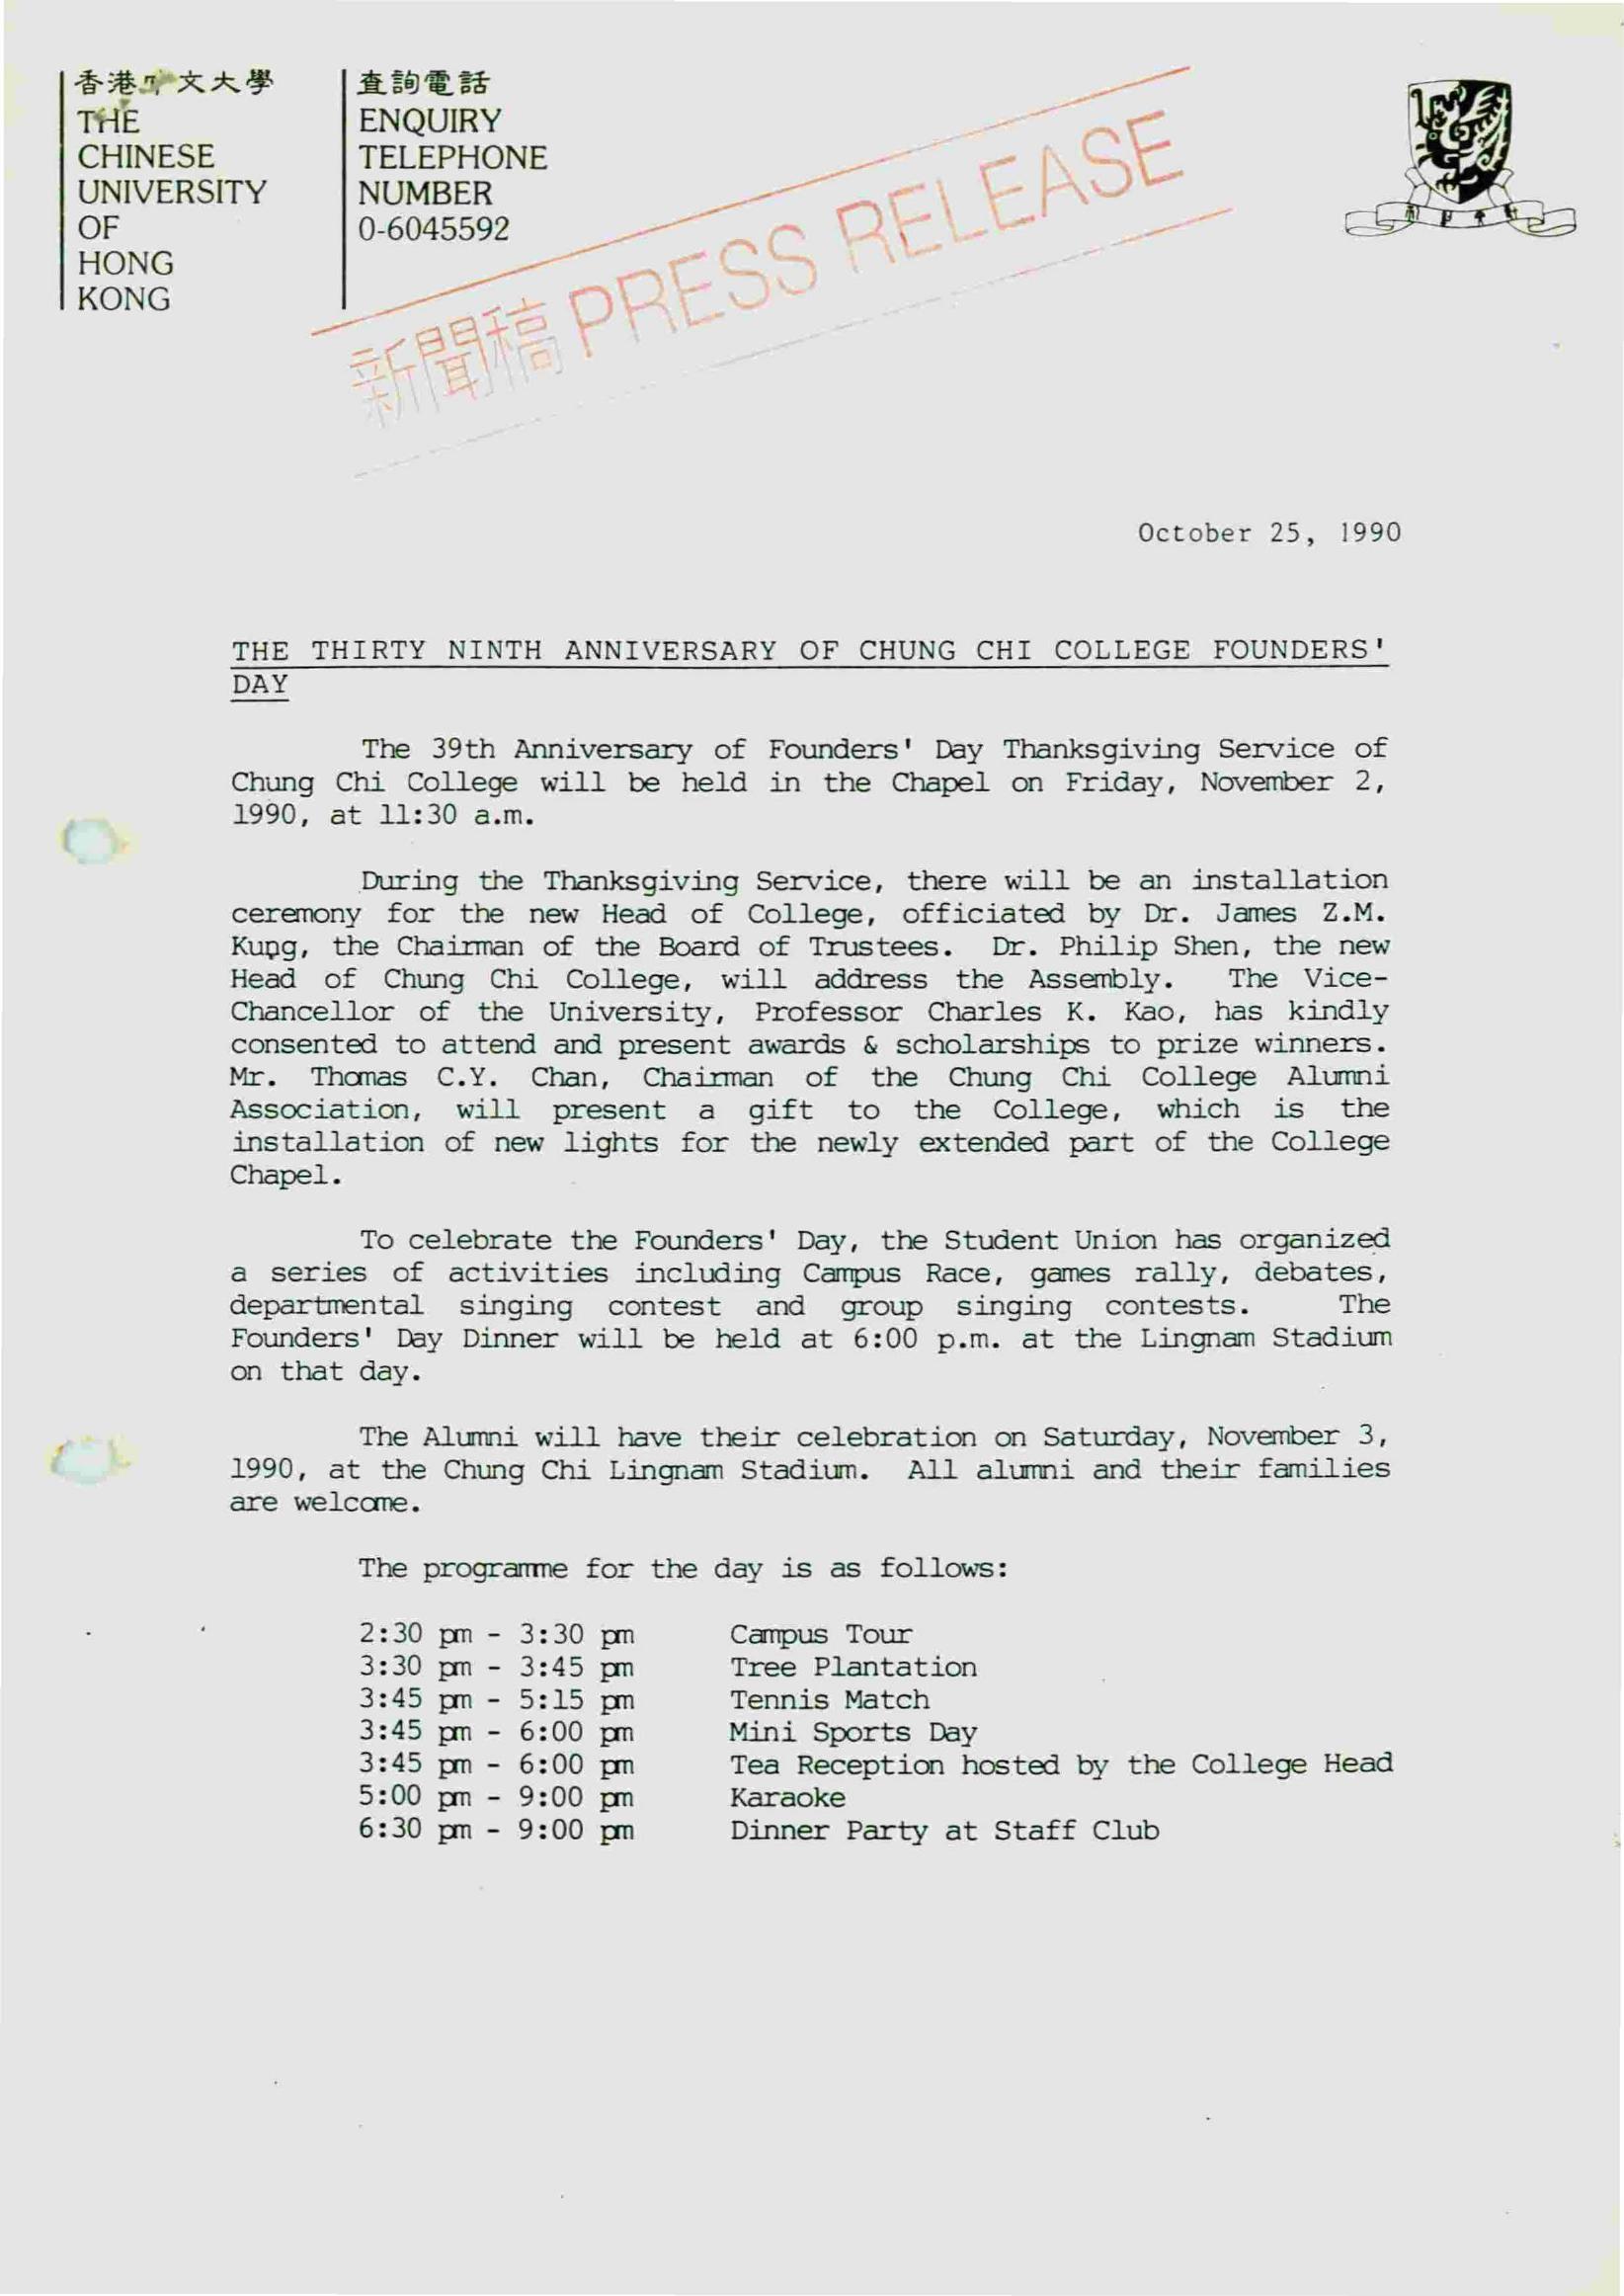 香港中文大學
THE
CHINESE
UNIVERSITY
OF
HONG
KONG
查詢電話
ENQUIRY
TELEPHONE
NUMBER
0-6045592
新聞稿 PRESS RELEASE
October 25, 1990
THE THIRTY NINTH ANNIVERSARY OF CHUNG CHI COLLEGE FOUNDERS'
DAY
The 39th Anniversary of Founders' Day Thanksgiving Service of
Chung Chi College will be held in the Chapel on Friday, November 2,
1990, at 11:30 a.m.
During the Thanksgiving Service, there will be an installation
ceremony for the new Head of College, officiated by Dr. James Z.M.
Kung, the Chairman of the Board of Trustees. Dr. Philip Shen, the new
Head of Chung Chi College, will address the Assembly. The Vice-
Chancellor of the University, Professor Charles K. Kao, has kindly
consented to attend and present awards & scholarships to prize winners.
Mr. Thomas C.Y. Chan, Chairman of the Chung Chi College Alumni
Association, will present a gift to the College, which is the
installation of new lights for the newly extended part of the College
Chapel.
To celebrate the Founders' Day, the Student Union has organized
a series of activities including Campus Race, games rally, debates,
departmental singing contest and group singing contests. The
Founders' Day Dinner will be held at 6:00 p.m. at the Lingnam Stadium
on that day.
The Alumni will have their celebration on Saturday, November 3,
1990, at the Chung Chi Lingnam Stadium. All alumni and their families
are welcome.
The programme for the day is as follows:
2:30 pm - 3:30 pm Campus Tour
3:30 pm - 3:45 pm Tree Plantation
3:45 pm - 5:15 pm Tennis Match
3:45 pm - 6:00 pm Mini Sports Day
3:45 pm - 6:00 pm Tea Reception hosted by the College Head
5:00 pm - 9:00 pm Karaoke
6:30 pm - 9:00 pm Dinner Party at Staff Club